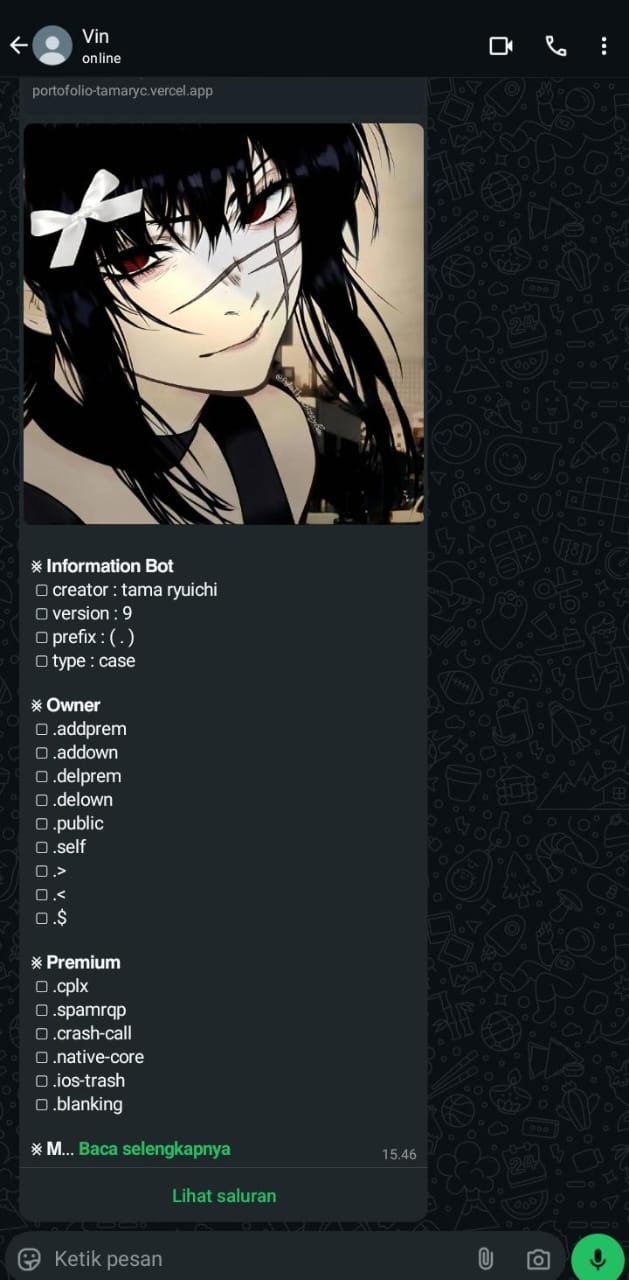 Vin
online
portofolio-tamaryc.vercel.app
※ Information Bot
▢ creator : tama ryuichi
▢ version : 9
▢ prefix : ( . )
▢ type : case
※ Owner
▢ .addprem
▢ .addown
▢ .delprem
▢ .delown
▢ .public
▢ .self
▢ .>
▢ .<
▢ .$
※ Premium
▢ .cplx
▢ .spamrqp
▢ .crash-call
▢ .native-core
▢ .ios-trash
▢ .blanking
※ M... Baca selengkapnya
15.46
Lihat saluran
Ketik pesan